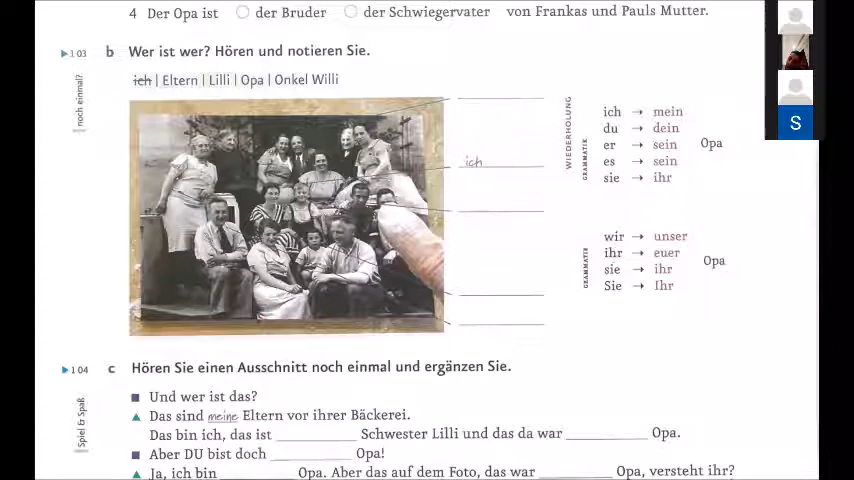 4 Der Opa ist ○ der Bruder ○ der Schwiegervater von Frankas und Pauls Mutter.
▶ 1 03 b Wer ist wer? Hören und notieren Sie.
noch einmal?
ich | Eltern | Lilli | Opa | Onkel Willi
ich
WIEDERHOLUNG
GRAMMATIK
ich → mein
du → dein
er → sein
es → sein
sie → ihr
Opa
GRAMMATIK
wir → unser
ihr → euer
sie → ihr
Sie → Ihr
Opa
S
▶ 1 04 c Hören Sie einen Ausschnitt noch einmal und ergänzen Sie.
Spiel & Spaß
■ Und wer ist das?
▲ Das sind meine Eltern vor ihrer Bäckerei.
Das bin ich, das ist ________ Schwester Lilli und das da war ________ Opa.
■ Aber DU bist doch ________ Opa!
▲ Ja, ich bin ________ Opa. Aber das auf dem Foto, das war ________ Opa, versteht ihr?